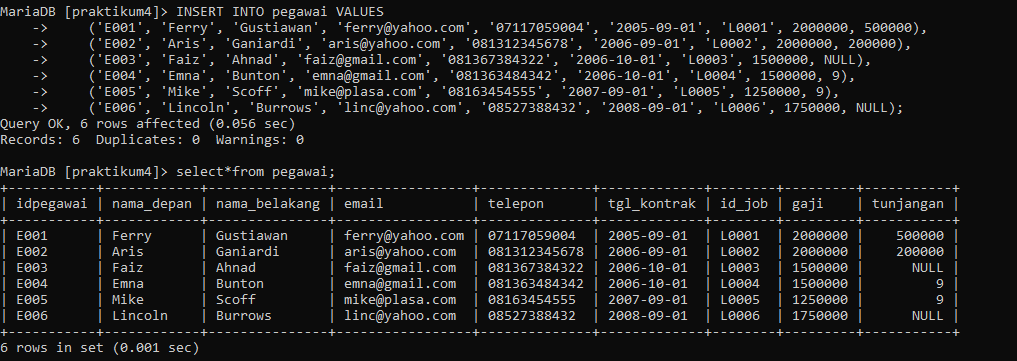 MariaDB [praktikum4]> INSERT INTO pegawai VALUES
    ->     ('E001', 'Ferry', 'Gustiawan', 'ferry@yahoo.com', '07117059004', '2005-09-01', 'L0001', 2000000, 500000),
    ->     ('E002', 'Aris', 'Ganiardi', 'aris@yahoo.com', '081312345678', '2006-09-01', 'L0002', 2000000, 200000),
    ->     ('E003', 'Faiz', 'Ahnad', 'faiz@gmail.com', '081367384322', '2006-10-01', 'L0003', 1500000, NULL),
    ->     ('E004', 'Emna', 'Bunton', 'emna@gmail.com', '081363484342', '2006-10-01', 'L0004', 1500000, 9),
    ->     ('E005', 'Mike', 'Scoff', 'mike@plasa.com', '08163454555', '2007-09-01', 'L0005', 1250000, 9),
    ->     ('E006', 'Lincoln', 'Burrows', 'linc@yahoo.com', '08527388432', '2008-09-01', 'L0006', 1750000, NULL);
Query OK, 6 rows affected (0.056 sec)
Records: 6  Duplicates: 0  Warnings: 0
MariaDB [praktikum4]> select*from pegawai;
+-----------+------------+---------------+-----------------+--------------+-------------+--------+---------+-----------+
| idpegawai | nama_depan | nama_belakang | email           | telepon      | tgl_kontrak | id_job | gaji    | tunjangan |
+-----------+------------+---------------+-----------------+--------------+-------------+--------+---------+-----------+
| E001      | Ferry      | Gustiawan     | ferry@yahoo.com | 07117059004  | 2005-09-01  | L0001  | 2000000 |    500000 |
| E002      | Aris       | Ganiardi      | aris@yahoo.com  | 081312345678 | 2006-09-01  | L0002  | 2000000 |    200000 |
| E003      | Faiz       | Ahnad         | faiz@gmail.com  | 081367384322 | 2006-10-01  | L0003  | 1500000 |      NULL |
| E004      | Emna       | Bunton        | emna@gmail.com  | 081363484342 | 2006-10-01  | L0004  | 1500000 |         9 |
| E005      | Mike       | Scoff         | mike@plasa.com  | 08163454555  | 2007-09-01  | L0005  | 1250000 |         9 |
| E006      | Lincoln    | Burrows       | linc@yahoo.com  | 08527388432  | 2008-09-01  | L0006  | 1750000 |      NULL |
+-----------+------------+---------------+-----------------+--------------+-------------+--------+---------+-----------+
6 rows in set (0.001 sec)